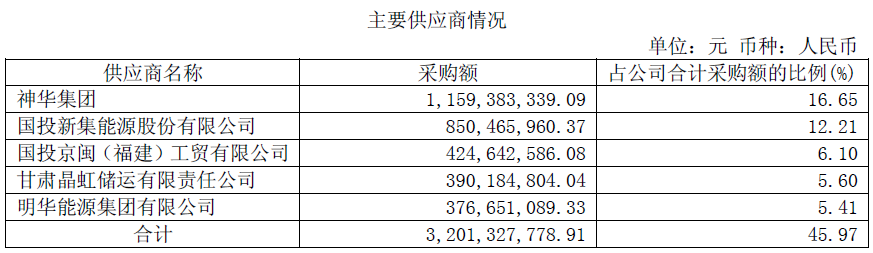 主要供应商情况
单位：元 币种：人民币
供应商名称 采购额 占公司合计采购额的比例(%)
神华集团 1,159,383,339.09 16.65
国投新集能源股份有限公司 850,465,960.37 12.21
国投京闽（福建）工贸有限公司 424,642,586.08 6.10
甘肃晶虹储运有限责任公司 390,184,804.04 5.60
明华能源集团有限公司 376,651,089.33 5.41
合计 3,201,327,778.91 45.97